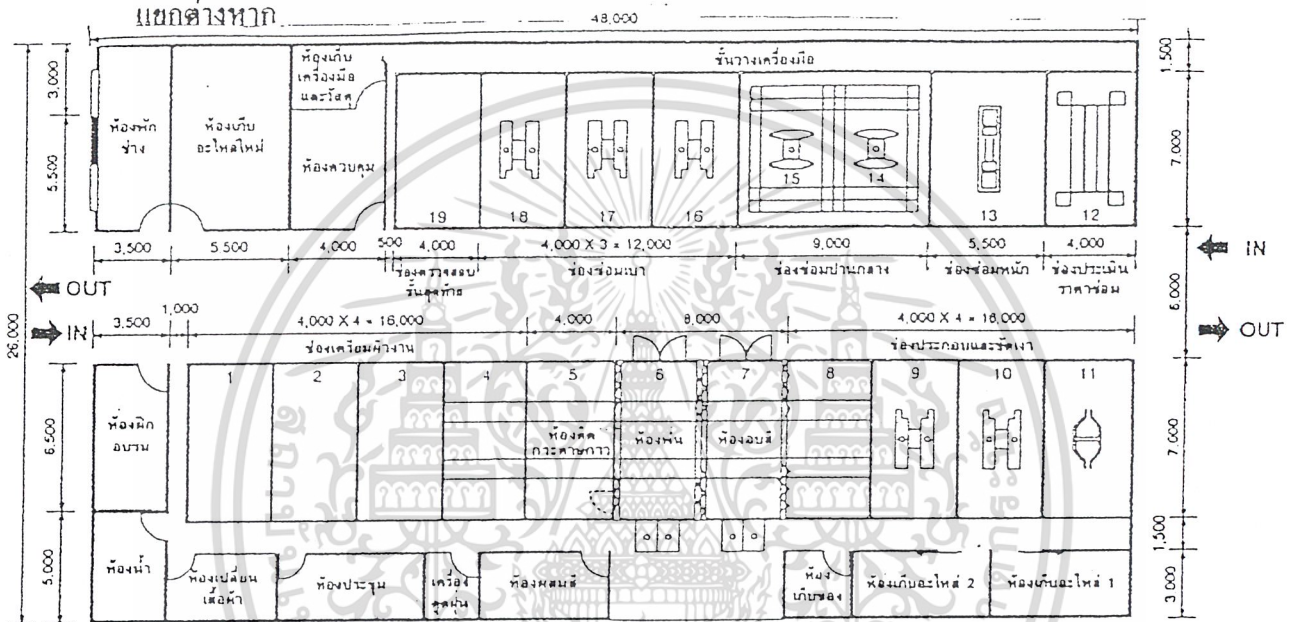 แยกต่างหาก
48,000
ห้องเก็บ
เครื่องมือ
และวัสดุ
ชั้นวางเครื่องมือ
1,500
3,000
ห้องพัก
ช่าง
ห้องเก็บ
อะไหล่ใหม่
ห้องควบคุม
5,500
7,000
15
14
19
18
17
16
13
12
3,500
5,500
4,000
500
4,000
4,000 X 3 = 12,000
9,000
5,500
4,000
IN
ช่องตรวจสอบ
ขั้นสุดท้าย
ช่องซ่อมเบา
ช่องซ่อมปานกลาง
ช่องซ่อมหนัก
ช่องประเมิน
ราคาซ่อม
OUT
26,000
6,000
IN
3,500
1,000
4,000 X 4 = 16,000
4,000
8,000
4,000 X 4 = 16,000
OUT
ช่องเตรียมผิวงาน
ช่องประกอบและขัดเงา
1
2
3
4
5
6
7
8
9
10
11
ห้องฝึก
อบรม
6,500
ห้องติด
กระดาษกาว
ห้องพ่น
ห้องอบสี
7,000
5,000
1,500
ห้องน้ำ
ห้องเปลี่ยน
เสื้อผ้า
ห้องประชุม
เครื่อง
ดูดฝุ่น
ห้องผสมสี
ห้อง
เก็บของ
ห้องเก็บอะไหล่ 2
ห้องเก็บอะไหล่ 1
3,000